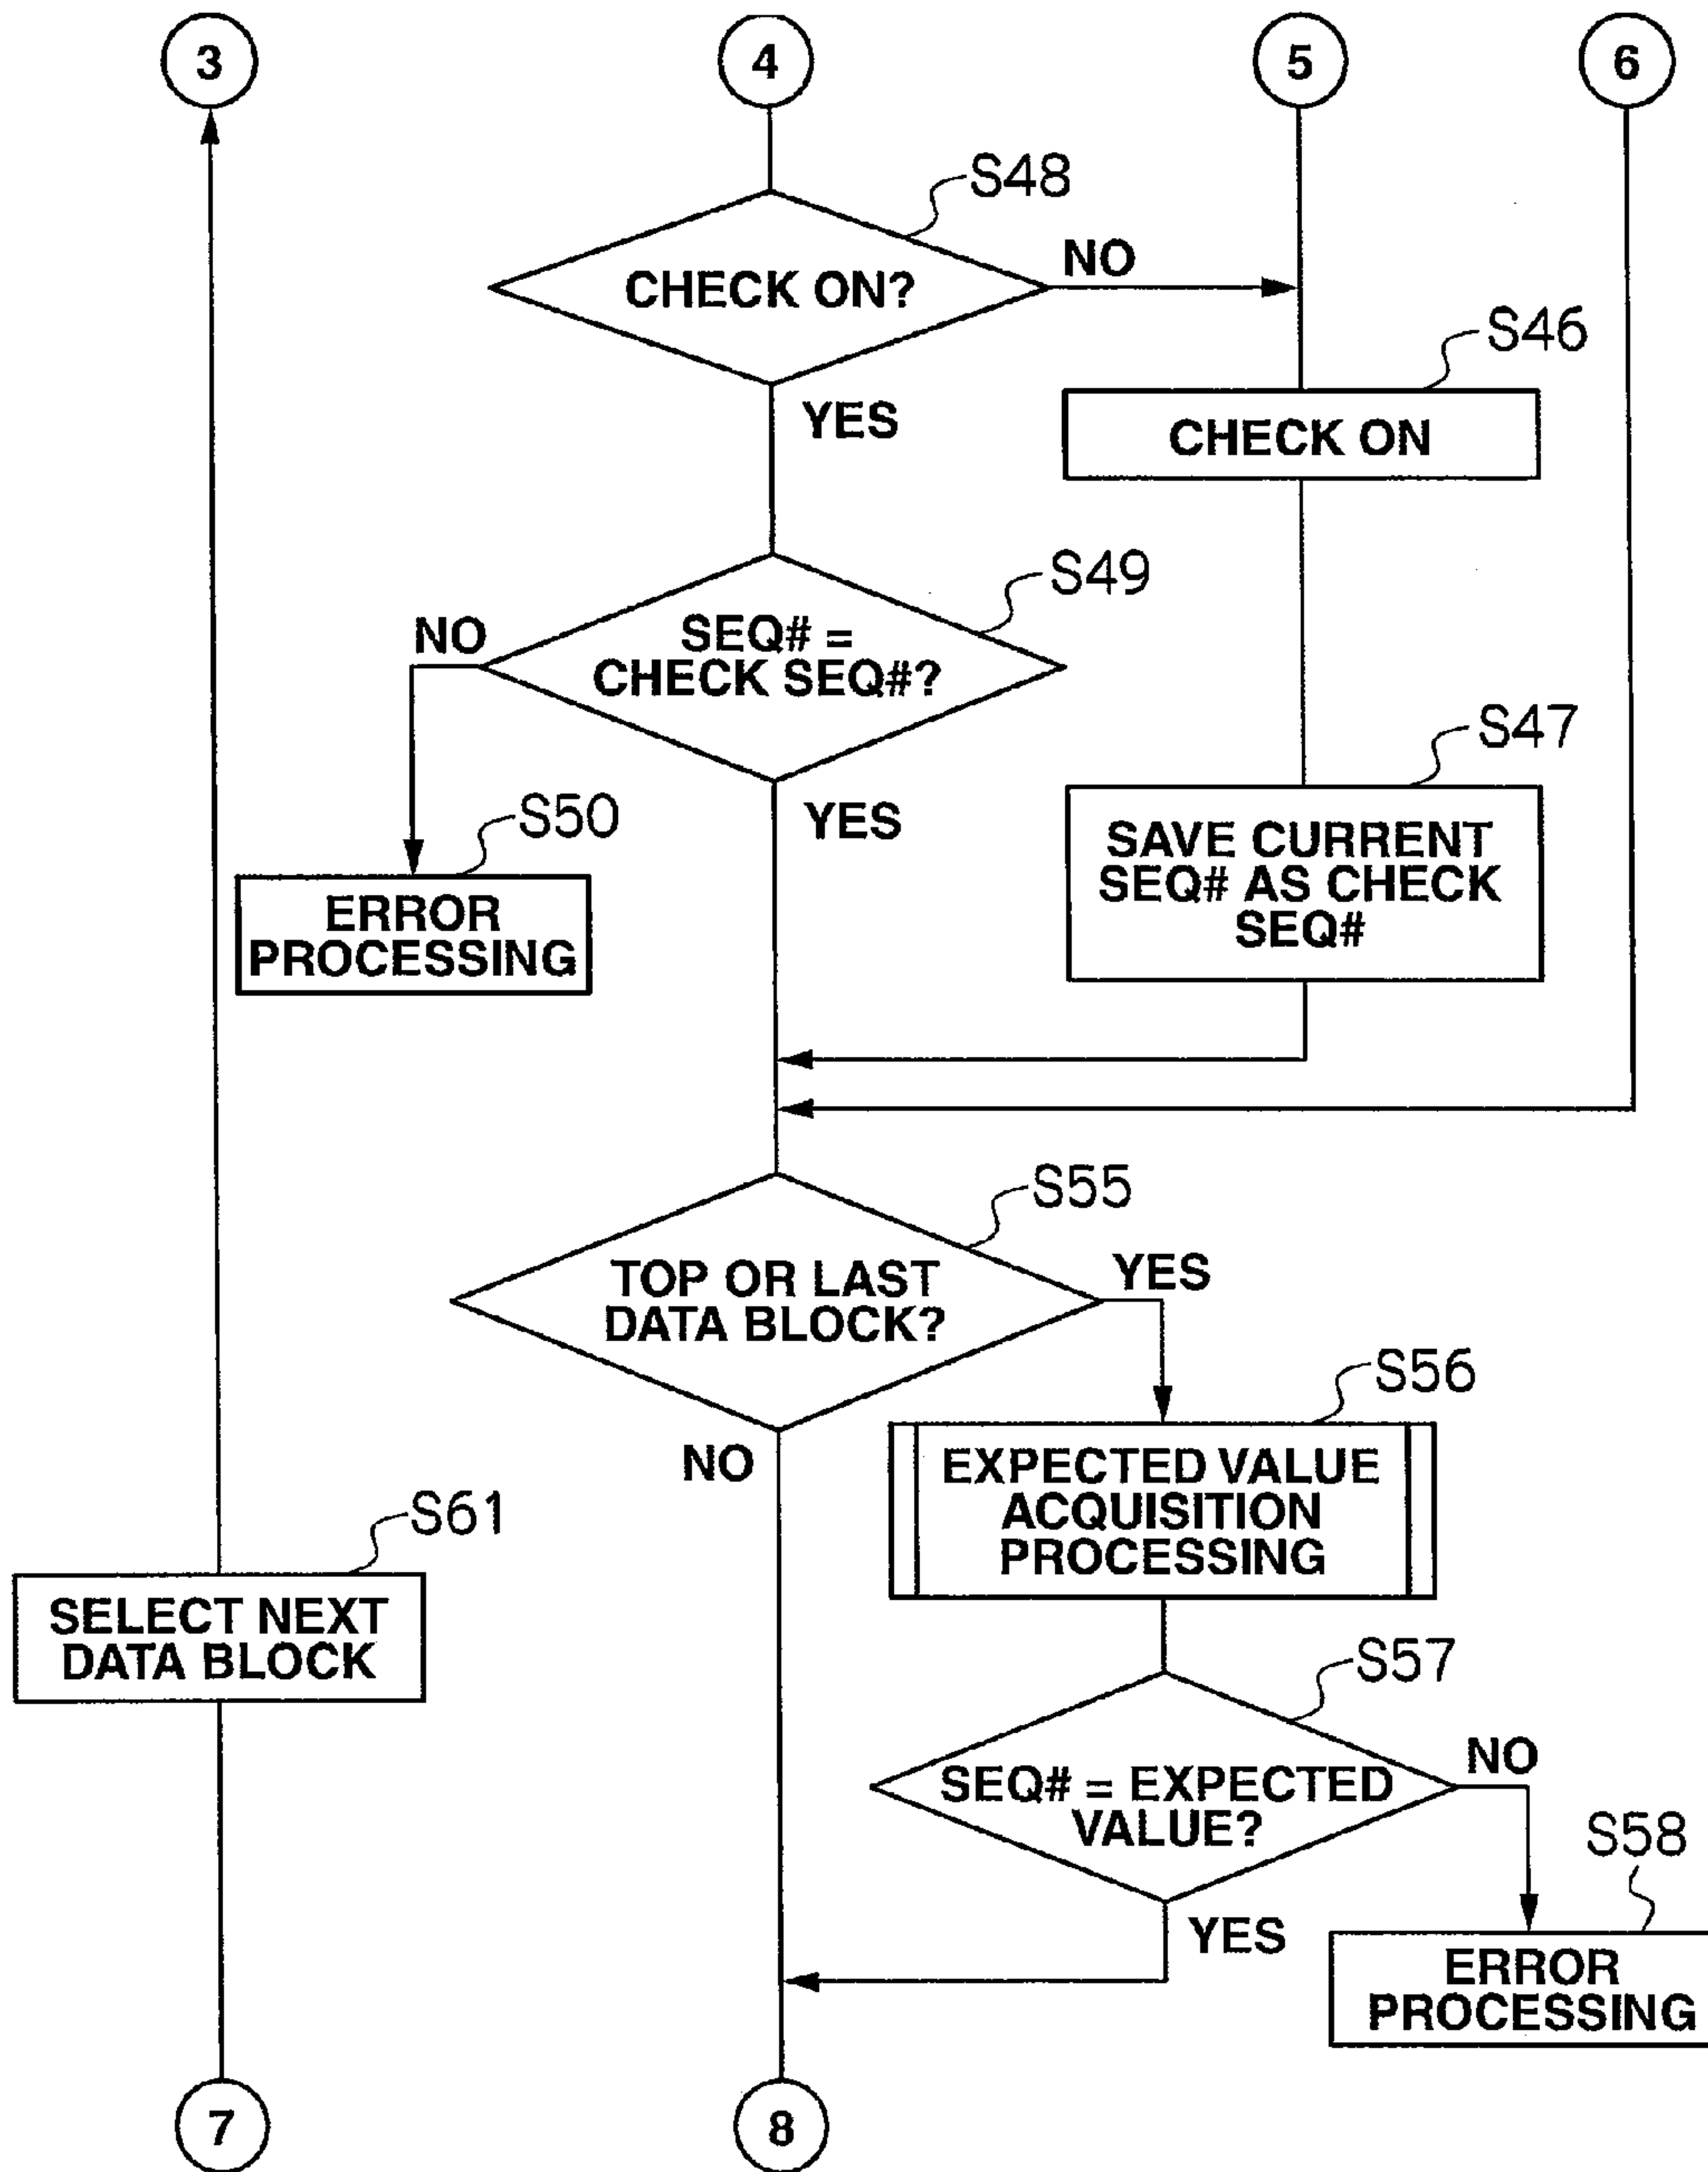 3
4
5
6
S48
CHECK ON?
NO
YES
S46
CHECK ON
S49
SEQ# =
CHECK SEQ#?
NO
YES
S47
SAVE CURRENT
SEQ# AS CHECK
SEQ#
S50
ERROR
PROCESSING
S55
TOP OR LAST
DATA BLOCK?
YES
NO
S56
EXPECTED VALUE
ACQUISITION
PROCESSING
S61
SELECT NEXT
DATA BLOCK
S57
SEQ# = EXPECTED
VALUE?
NO
YES
S58
ERROR
PROCESSING
7
8